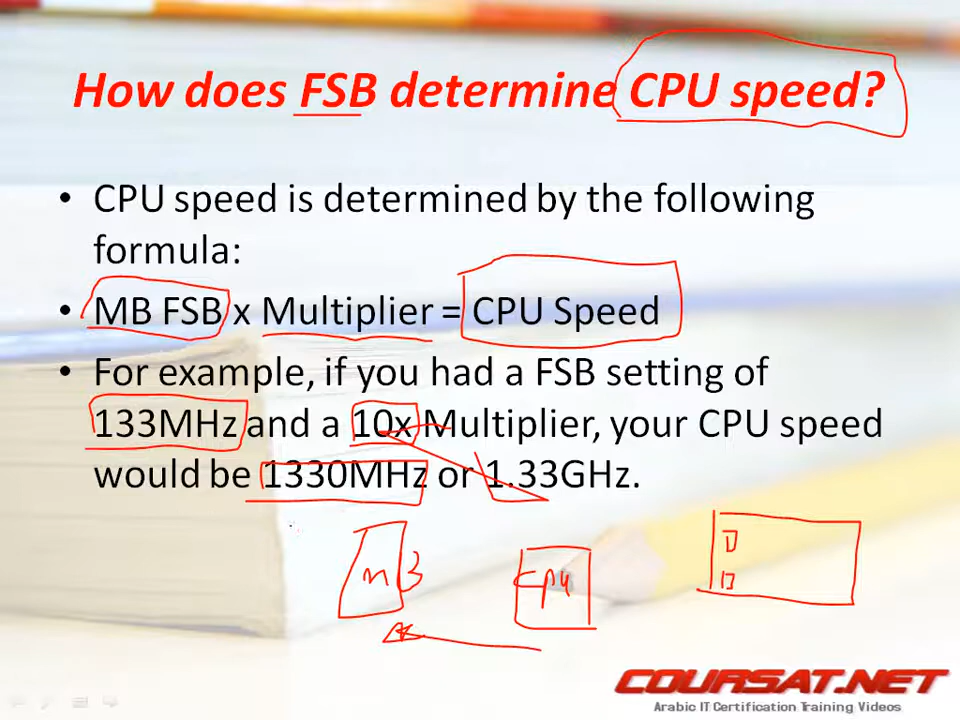 How does FSB determine CPU speed?
• CPU speed is determined by the following
formula:
• MB FSB x Multiplier = CPU Speed
• For example, if you had a FSB setting of
133MHz and a 10x Multiplier, your CPU speed
would be 1330MHz or 1.33GHz.
MB
CPU
COURSAT.NET
Arabic IT Certification Training Videos